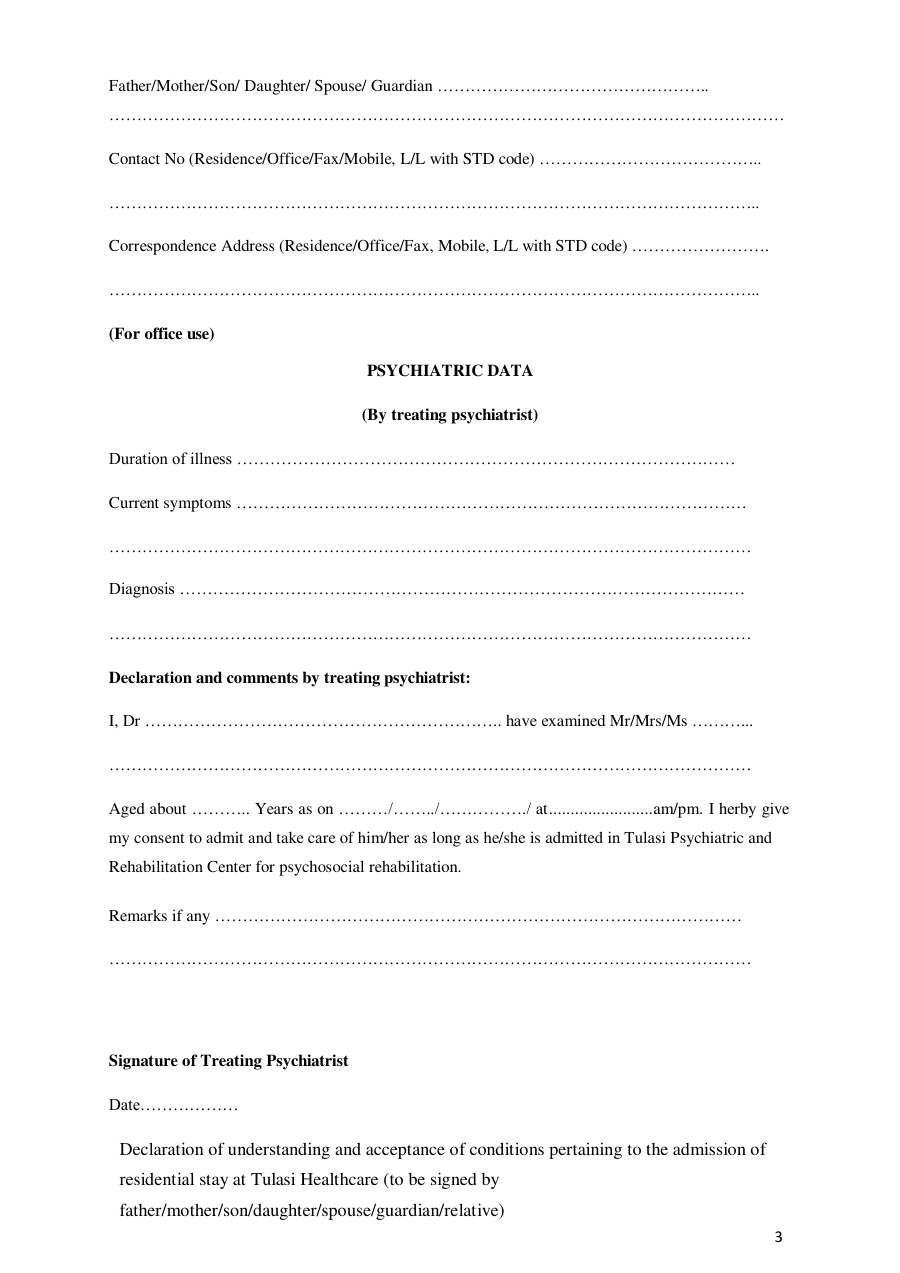 Father/Mother/Son/ Daughter/ Spouse/ Guardian …………………………………………..
……………………………………………………………………………………………………………
Contact No (Residence/Office/Fax/Mobile, L/L with STD code) …………………………………..
………………………………………………………………………………………………………..
Correspondence Address (Residence/Office/Fax, Mobile, L/L with STD code) …………………….
………………………………………………………………………………………………………..
(For office use)
PSYCHIATRIC DATA
(By treating psychiatrist)
Duration of illness ………………………………………………………………………………
Current symptoms …………………………………………………………………………………
………………………………………………………………………………………………………
Diagnosis …………………………………………………………………………………………
………………………………………………………………………………………………………
Declaration and comments by treating psychiatrist:
I, Dr ……………………………………………………….. have examined Mr/Mrs/Ms ………...
………………………………………………………………………………………………………
Aged about ……….. Years as on ………/……../……………./ at........................am/pm. I herby give
my consent to admit and take care of him/her as long as he/she is admitted in Tulasi Psychiatric and
Rehabilitation Center for psychosocial rehabilitation.
Remarks if any ……………………………………………………………………………………
………………………………………………………………………………………………………
Signature of Treating Psychiatrist
Date………………
Declaration of understanding and acceptance of conditions pertaining to the admission of
residential stay at Tulasi Healthcare (to be signed by
father/mother/son/daughter/spouse/guardian/relative)
3